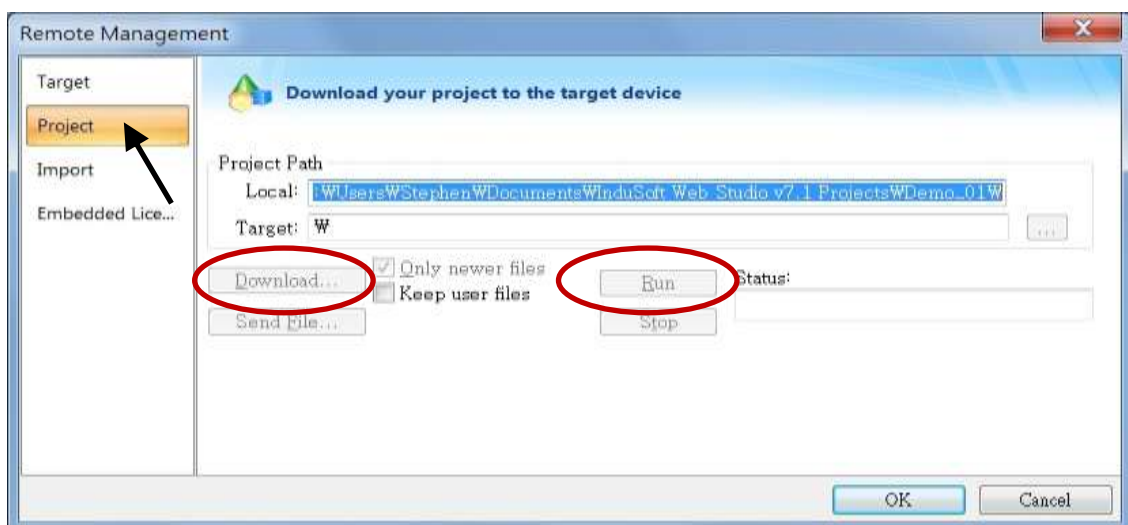 Remote Management
Target
Project
Import
Embedded Lice...
Download your project to the target device
Project Path
Local: :₩Users₩Stephen₩Documents₩InduSoft Web Studio v7.1 Projects₩Demo_01₩
Target: ₩
...
Download...
Only newer files
Keep user files
Run
Status:
Send File...
Stop
OK
Cancel